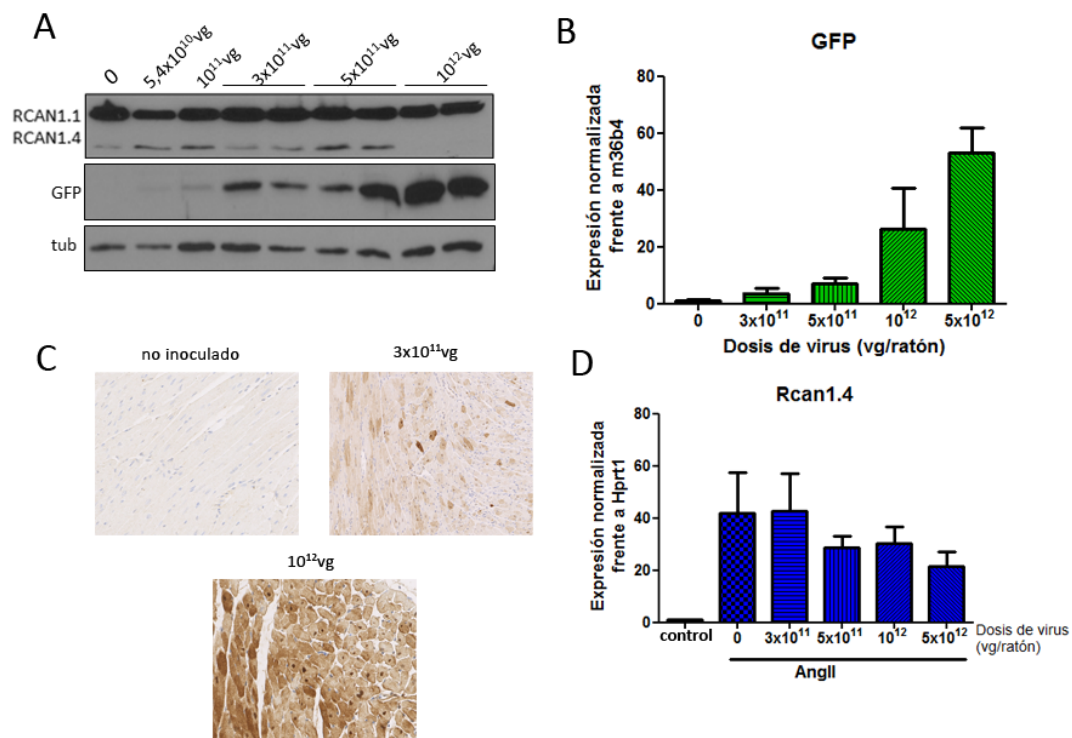 A
0 5,4x10¹⁰vg 10¹¹vg 3x10¹¹vg 5x10¹¹vg 10¹²vg
RCAN1.1
RCAN1.4
GFP
tub
B
GFP
Expresión normalizada
frente a m36b4
80
60
40
20
0
0 3x10¹¹ 5x10¹¹ 10¹² 5x10¹²
Dosis de virus (vg/ratón)
C
no inoculado
3x10¹¹vg
10¹²vg
D
Rcan1.4
Expresión normalizada
frente a Hprt1
80
60
40
20
0
control 0 3x10¹¹ 5x10¹¹ 10¹² 5x10¹²
Dosis de virus
(vg/ratón)
AngII